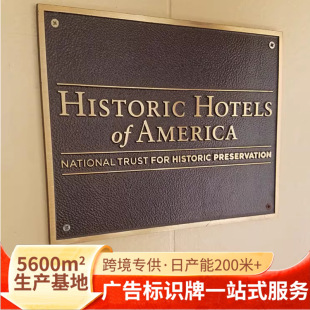 HISTORIC HOTELS
of AMERICA
NATIONAL TRUST FOR HISTORIC PRESERVATION
5600m²
生产基地
跨境专供·日产能200米+
广告标识牌一站式服务